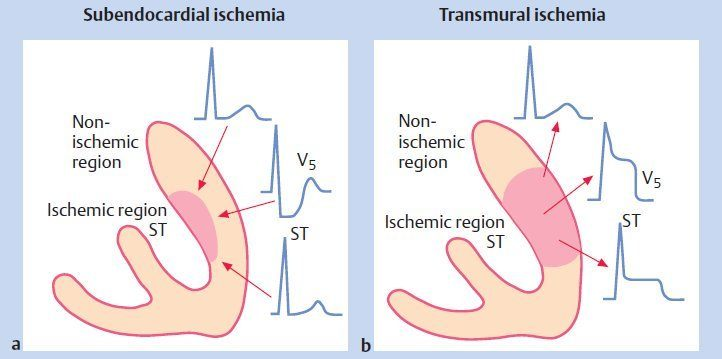 Subendocardial ischemia
Non-
ischemic
region
V5
Ischemic region
ST
ST
a
Transmural ischemia
Non-
ischemic
region
V5
Ischemic region
ST
ST
b